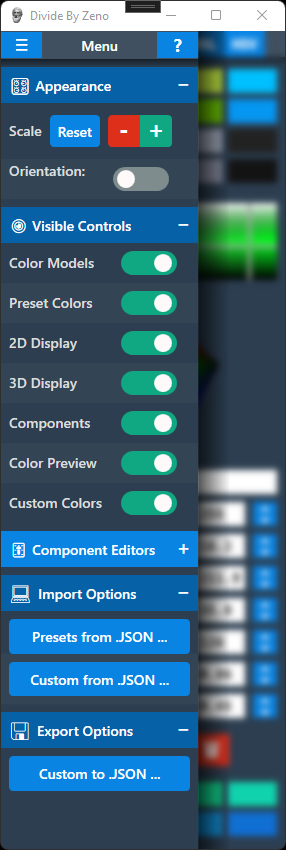 Divide By Zeno
☰ Menu ?
Appearance −
Scale Reset - +
Orientation:
Visible Controls −
Color Models
Preset Colors
2D Display
3D Display
Components
Color Preview
Custom Colors
Component Editors +
Import Options −
Presets from .JSON ...
Custom from .JSON ...
Export Options −
Custom to .JSON ...